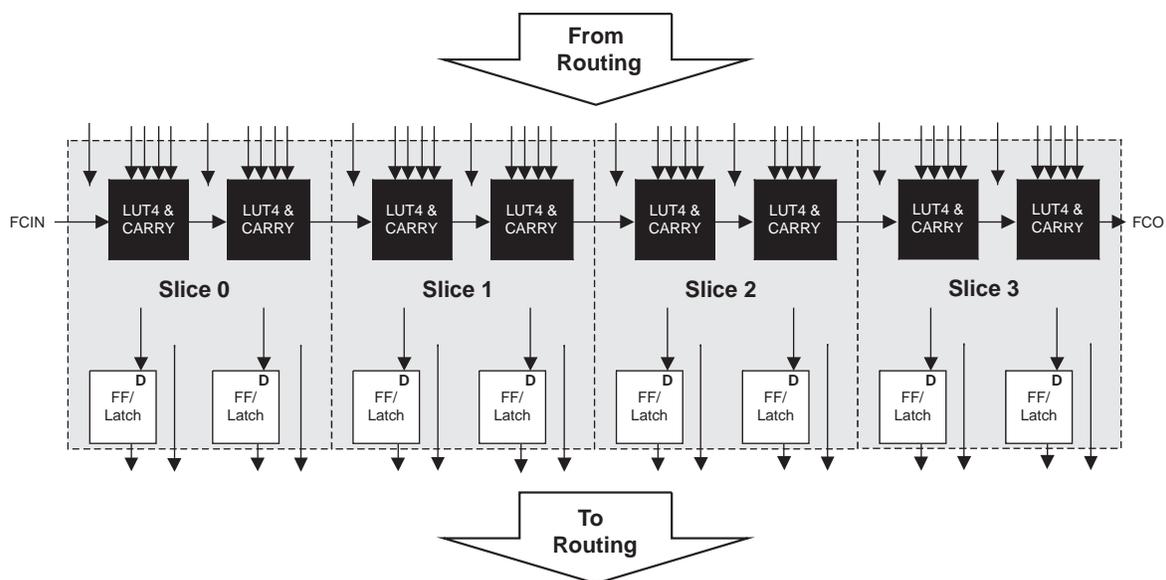 From
Routing
FCIN
LUT4 &
CARRY
LUT4 &
CARRY
LUT4 &
CARRY
LUT4 &
CARRY
LUT4 &
CARRY
LUT4 &
CARRY
LUT4 &
CARRY
LUT4 &
CARRY
FCO
Slice 0
Slice 1
Slice 2
Slice 3
D
FF/
Latch
D
FF/
Latch
D
FF/
Latch
D
FF/
Latch
D
FF/
Latch
D
FF/
Latch
D
FF/
Latch
D
FF/
Latch
To
Routing